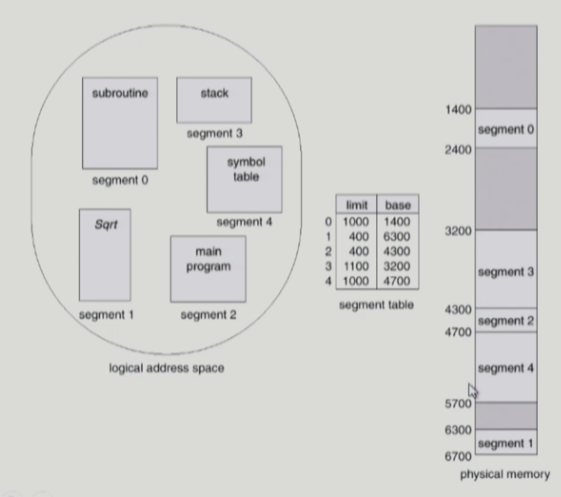 subroutine
segment 0
stack
segment 3
symbol
table
segment 4
Sqrt
segment 1
main
program
segment 2
logical address space
limit base
0 1000 1400
1 400 6300
2 400 4300
3 1100 3200
4 1000 4700
segment table
1400
segment 0
2400
3200
segment 3
4300
segment 2
4700
segment 4
5700
6300
segment 1
6700
physical memory